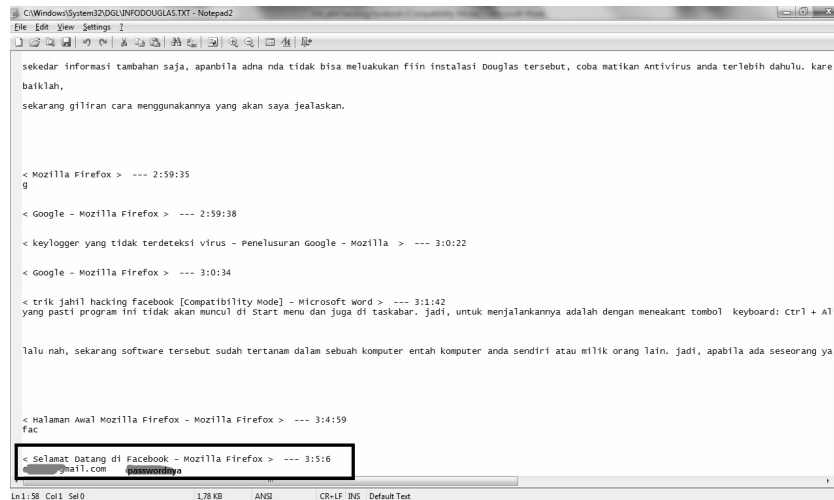 C:\Windows\System32\DGL\INFODOUGLAS.TXT - Notepad2
File Edit View Settings ?
sekedar informasi tambahan saja, apanbila adna nda tidak bisa meluakukan fiin instalasi Douglas tersebut, coba matikan Antivirus anda terlebih dahulu. kare
baiklah,
sekarang giliran cara menggunakannya yang akan saya jealaskan.
< Mozilla Firefox > --- 2:59:35
g
< Google - Mozilla Firefox > --- 2:59:38
< keylogger yang tidak terdeteksi virus - Penelusuran Google - Mozilla > --- 3:0:22
< Google - Mozilla Firefox > --- 3:0:34
< trik jahil hacking facebook [Compatibility Mode] - Microsoft Word > --- 3:1:42
yang pasti program ini tidak akan muncul di Start menu dan juga di taskabar. jadi, untuk menjalankannya adalah dengan meneakant tombol keyboard: Ctrl + Al
lalu nah, sekarang software tersebut sudah tertanam dalam sebuah komputer entah komputer anda sendiri atau milik orang lain. jadi, apabila ada seseorang ya
< Halaman Awal Mozilla Firefox - Mozilla Firefox > --- 3:4:59
fac
< Selamat Datang di Facebook - Mozilla Firefox > --- 3:5:6
gmail.com passwordnya
Ln 1 : 58 Col 1 Sel 0 1,78 KB ANSI CR+LF INS Default Text